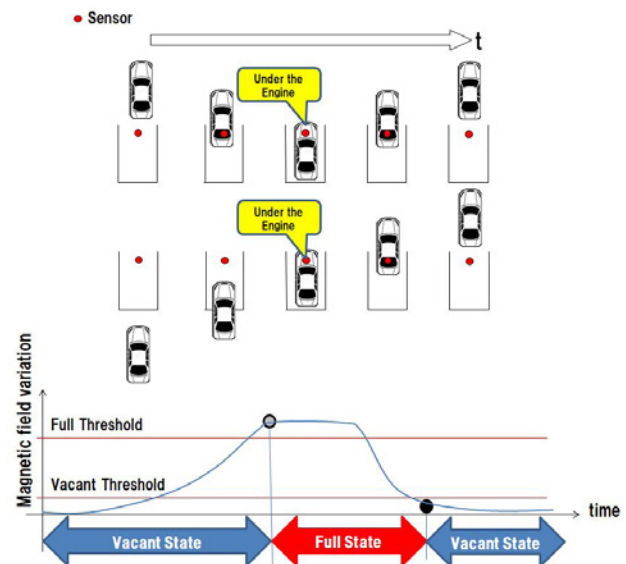 Sensor
t
Under the
Engine
Under the
Engine
Magnetic field variation
Full Threshold
Vacant Threshold
time
Vacant State
Full State
Vacant State